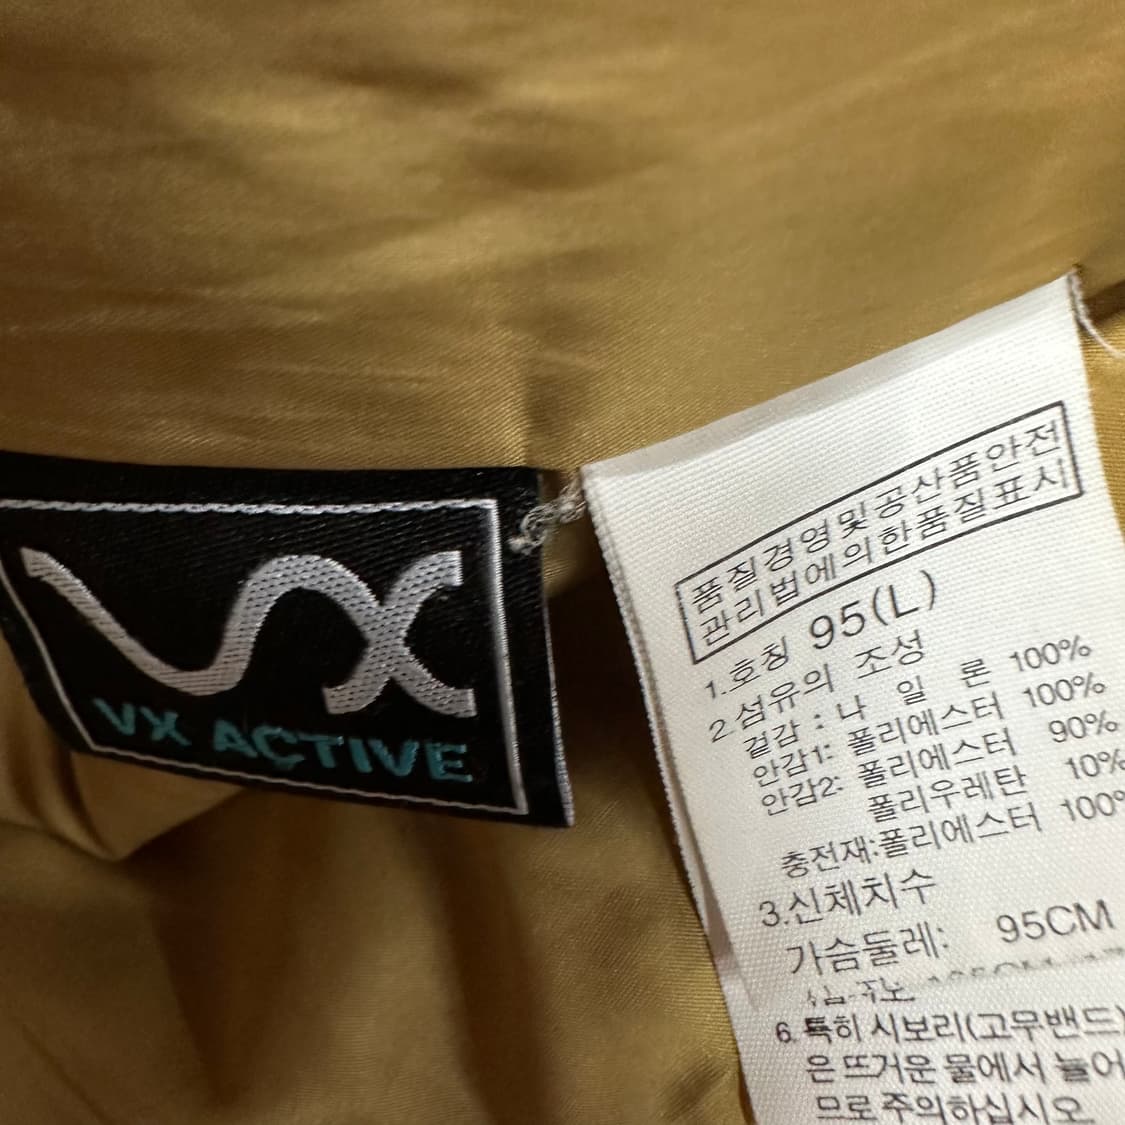 VX
VX ACTIVE
품질경영및공산품안전
관리법에의한품질표시
1.호칭 95(L)
2.섬유의 조성
겉감 : 나 일 론 100%
안감1: 폴리에스터 100%
안감2: 폴리에스터 90%
폴리우레탄 10%
충전재:폴리에스터 100%
3.신체치수
가슴둘레: 95CM
6.특히 시보리(고무밴드)
은 뜨거운 물에서 늘어
므로 주의하십시오.